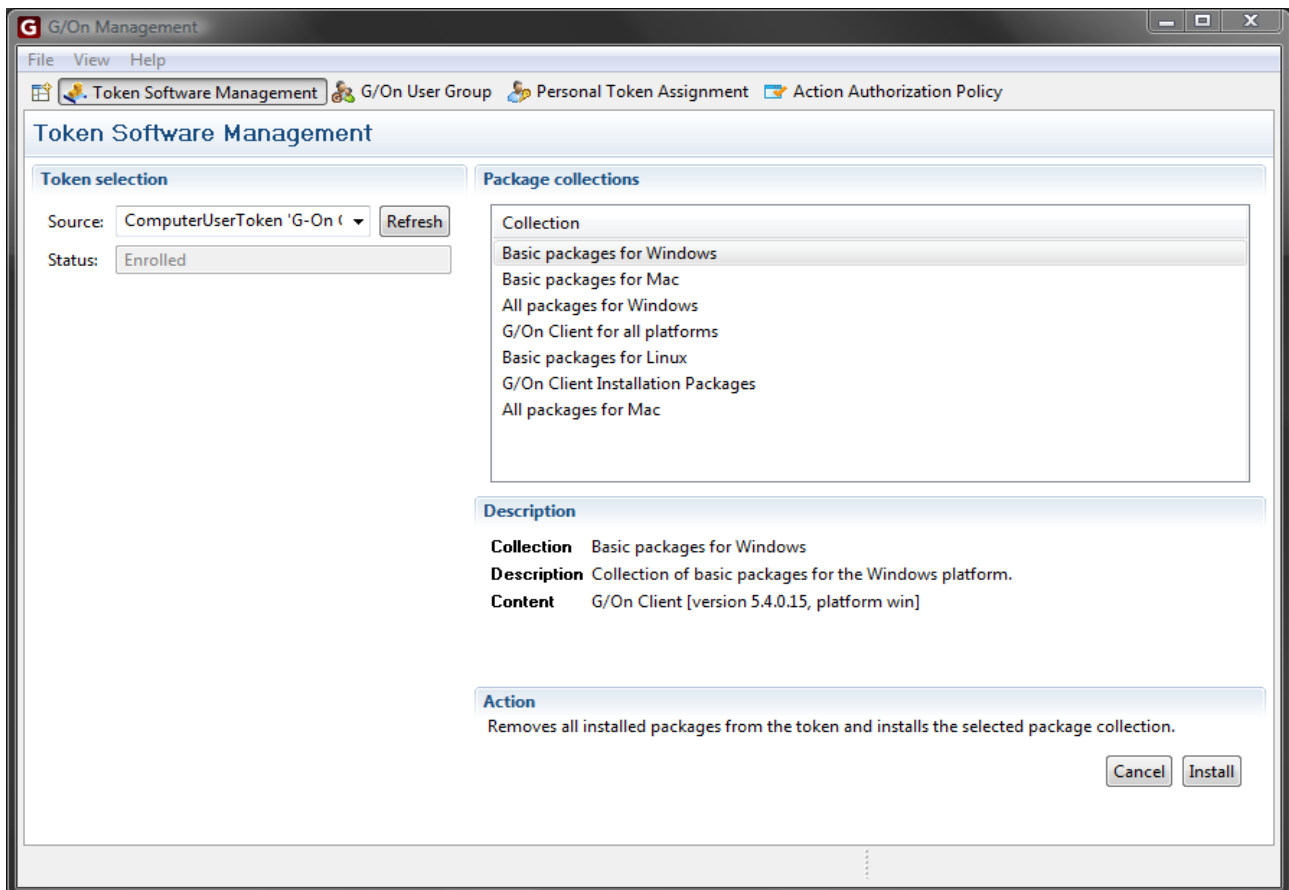 G G/On Management
File View Help
Token Software Management G/On User Group Personal Token Assignment Action Authorization Policy
Token Software Management
Token selection
Source: ComputerUserToken 'G-On ( Refresh
Status: Enrolled
Package collections
Collection
Basic packages for Windows
Basic packages for Mac
All packages for Windows
G/On Client for all platforms
Basic packages for Linux
G/On Client Installation Packages
All packages for Mac
Description
Collection Basic packages for Windows
Description Collection of basic packages for the Windows platform.
Content G/On Client [version 5.4.0.15, platform win]
Action
Removes all installed packages from the token and installs the selected package collection.
Cancel Install